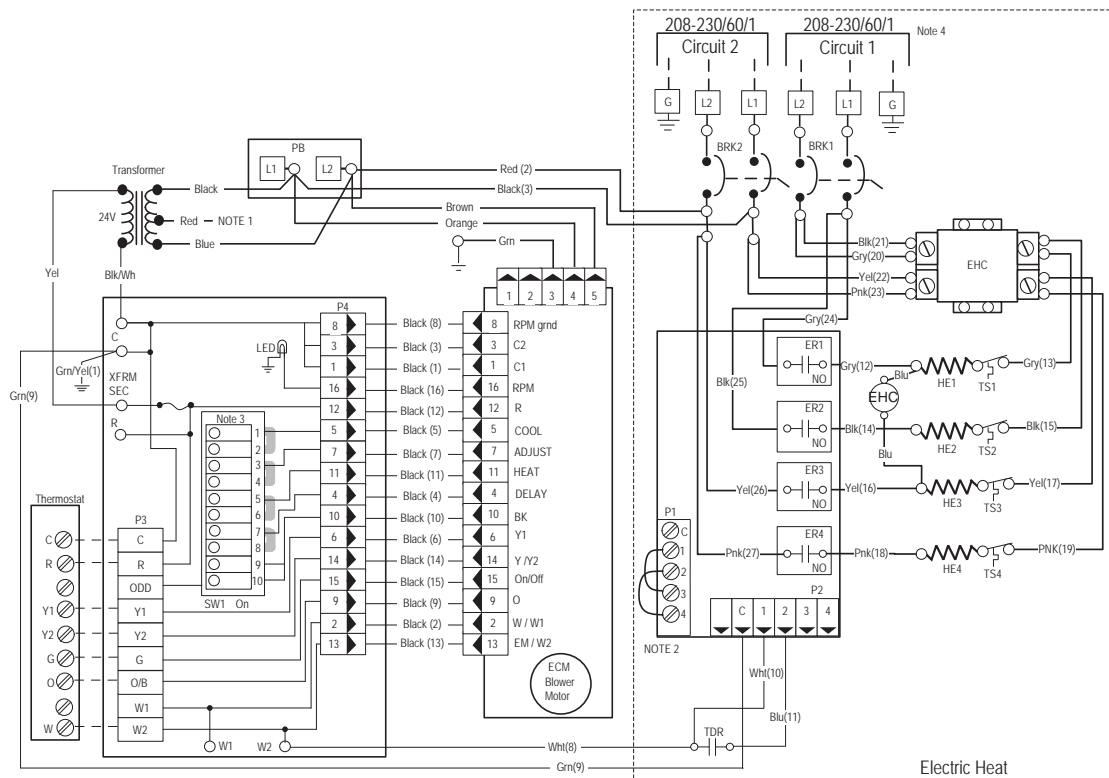 208-230/60/1 208-230/60/1 Note 4
Circuit 2 Circuit 1
G L2 L1 L2 L1 G
BRK2 BRK1
PB
L1 L2
Transformer
24V
Black
Red NOTE 1
Blue
Red (2)
Black(3)
Brown
Orange
Grn
Yel
Blk/Wh
1 2 3 4 5
Blk(21)
Gry(20)
Yel(22)
Pnk(23)
EHC
Gry(24)
Blk(25)
C
Grn/Yel(1)
Grn(9)
XFRM
SEC
R
LED
P4
8 Black (8) 8 RPM grnd
3 Black (3) 3 C2
1 Black (1) 1 C1
16 Black (16) 16 RPM
12 Black (12) 12 R
5 Black (5) 5 COOL
7 Black (7) 7 ADJUST
11 Black (11) 11 HEAT
4 Black (4) 4 DELAY
10 Black (10) 10 BK
6 Black (6) 6 Y1
14 Black (14) 14 Y /Y2
15 Black (15) 15 On/Off
9 Black (9) 9 O
2 Black (2) 2 W / W1
13 Black (13) 13 EM / W2
ECM
Blower
Motor
Note 3
1
2
3
4
5
6
7
8
9
10
SW1 On
Thermostat
C
R
Y1
Y2
G
O
W
P3
C
R
ODD
Y1
Y2
G
O/B
W1
W2
W1 W2
ER1
NO
Gry(12) HE1 TS1 Gry(13)
Blu
EHC
Blu
ER2
NO
Blk(14) HE2 TS2 Blk(15)
Yel(26)
ER3
NO
Yel(16) HE3 TS3 Yel(17)
Pnk(27)
ER4
NO
Pnk(18) HE4 TS4 PNK(19)
P1
C
1
2
3
4
NOTE 2
P2
C 1 2 3 4
Wht(10)
Blu(11)
TDR
Wht(8)
Grn(9)
Electric Heat